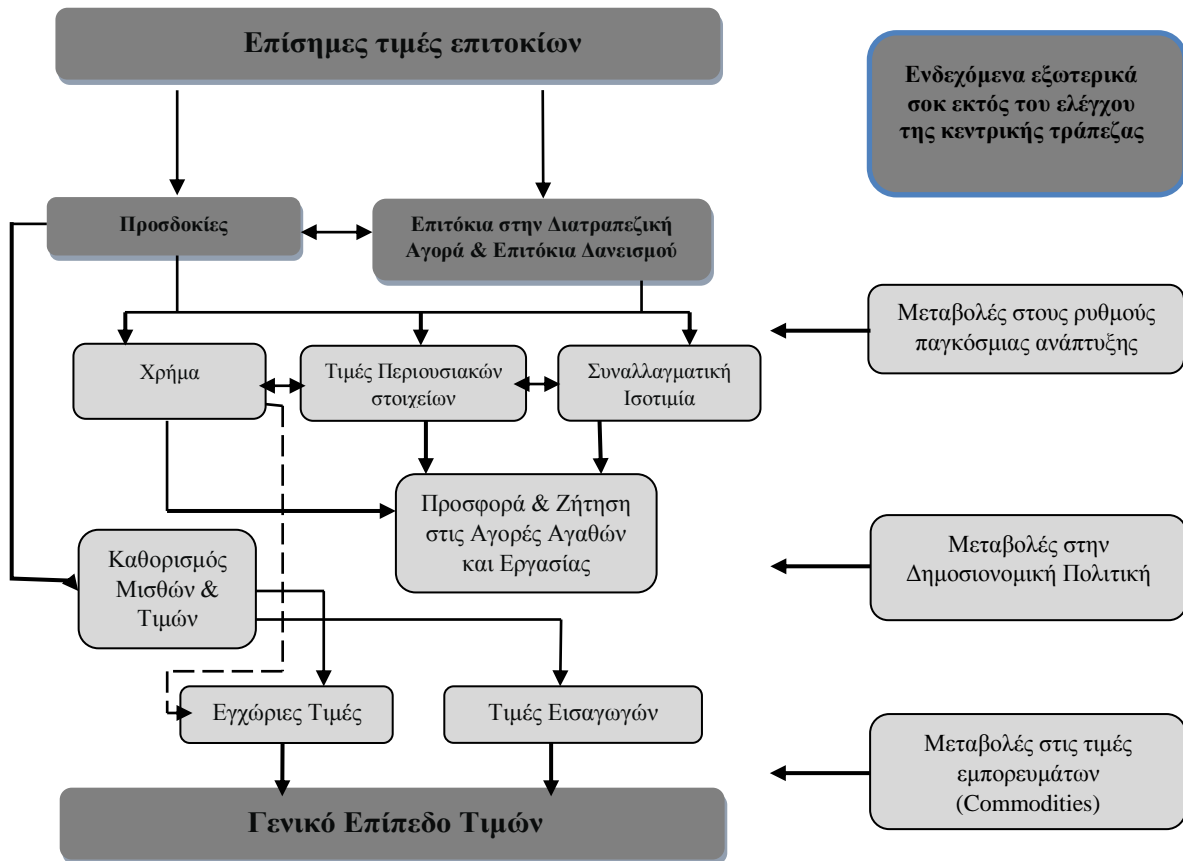 Επίσημες τιμές επιτοκίων
Ενδεχόμενα εξωτερικά
σοκ εκτός του ελέγχου
της κεντρικής τράπεζας
Προσδοκίες
Επιτόκια στην Διατραπεζική
Αγορά & Επιτόκια Δανεισμού
Μεταβολές στους ρυθμούς
παγκόσμιας ανάπτυξης
Χρήμα
Τιμές Περιουσιακών
στοιχείων
Συναλλαγματική
Ισοτιμία
Προσφορά & Ζήτηση
στις Αγορές Αγαθών
και Εργασίας
Μεταβολές στην
Δημοσιονομική Πολιτική
Καθορισμός
Μισθών &
Τιμών
Εγχώριες Τιμές
Τιμές Εισαγωγών
Μεταβολές στις τιμές
εμπορευμάτων
(Commodities)
Γενικό Επίπεδο Τιμών